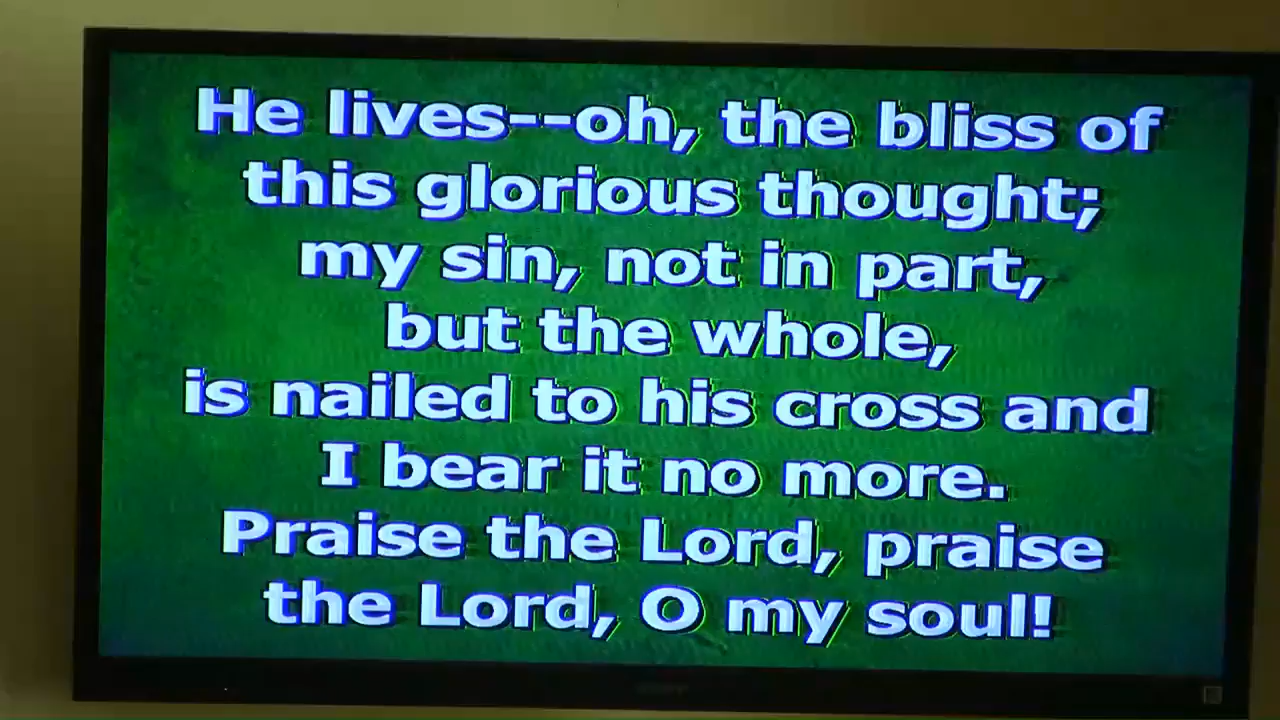 He lives--oh, the bliss of
this glorious thought;
my sin, not in part,
but the whole,
is nailed to his cross and
I bear it no more.
Praise the Lord, praise
the Lord, O my soul!